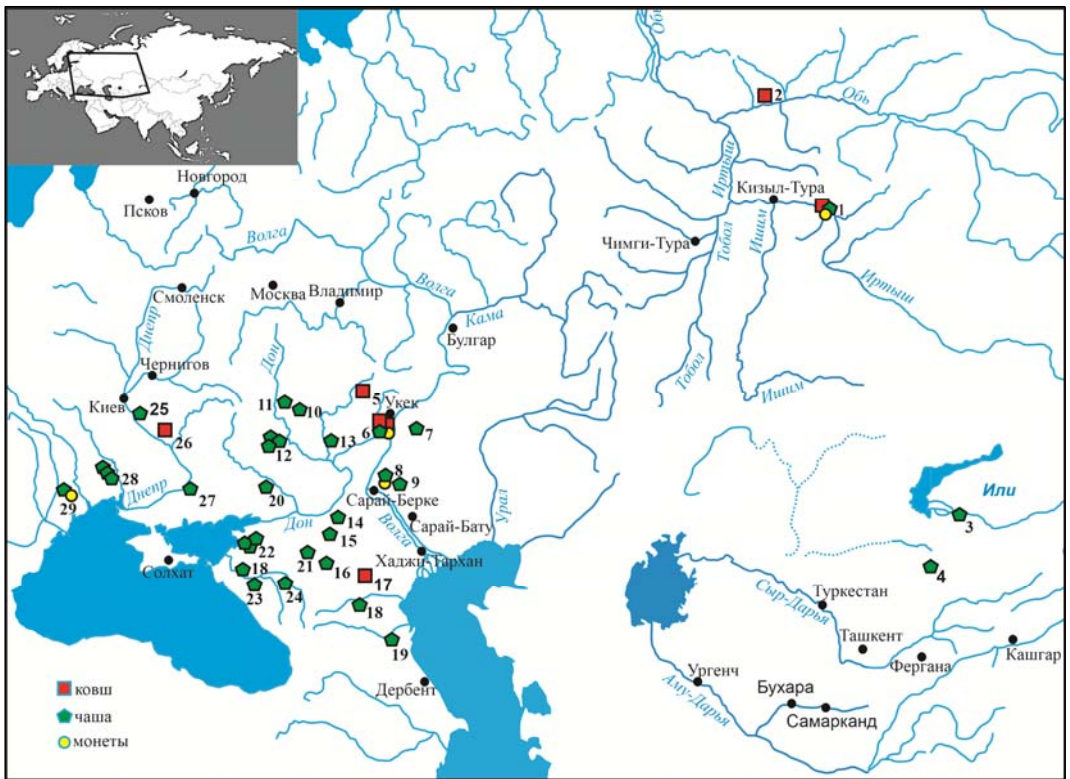 Обь
2
Обь
Новгород
Псков
Иртыш
Кизыл-Тура
1
Волга
Чимги-Тура
Тобол
Ишим
Иртыш
Смоленск
Москва
Владимир
Волга
Кама
Булгар
Днепр
Дон
Чернигов
Тобол
Ишим
Киев
25
26
11
10
5
Укек
6
7
13
12
28
29
Днепр
27
20
8
9
Сарай-Берке
Сарай-Бату
Урал
Или
3
Дон
14
Волга
15
Хаджи-Тархан
22
21
16
17
Солхат
18
23
24
18
4
Туркестан
Сыр-Дарья
19
Ташкент
Фергана
Кашгар
Дербент
Ургенч
Аму-Дарья
Бухара
Самарканд
ковш
чаша
монеты